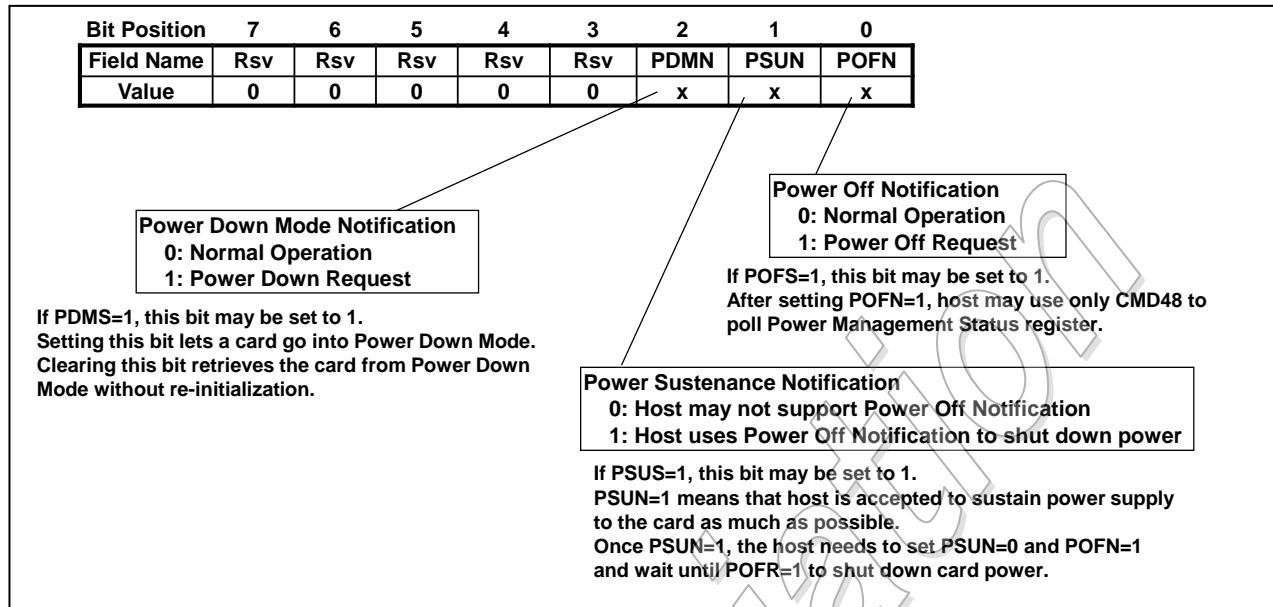 Bit Position 7 6 5 4 3 2 1 0
Field Name Rsv Rsv Rsv Rsv Rsv PDMN PSUN POFN
Value 0 0 0 0 0 x x x
Power Down Mode Notification
0: Normal Operation
1: Power Down Request
If PDMS=1, this bit may be set to 1.
Setting this bit lets a card go into Power Down Mode.
Clearing this bit retrieves the card from Power Down
Mode without re-initialization.
Power Off Notification
0: Normal Operation
1: Power Off Request
If POFS=1, this bit may be set to 1.
After setting POFN=1, host may use only CMD48 to
poll Power Management Status register.
Power Sustenance Notification
0: Host may not support Power Off Notification
1: Host uses Power Off Notification to shut down power
If PSUS=1, this bit may be set to 1.
PSUN=1 means that host is accepted to sustain power supply
to the card as much as possible.
Once PSUN=1, the host needs to set PSUN=0 and POFN=1
and wait until POFR=1 to shut down card power.